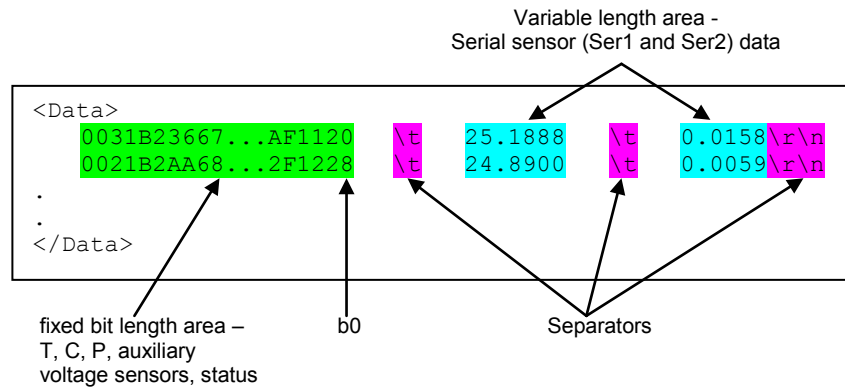 Variable length area -
Serial sensor (Ser1 and Ser2) data
<Data>
0031B23667...AF1120 \t 25.1888 \t 0.0158\r\n
0021B2AA68...2F1228 \t 24.8900 \t 0.0059\r\n
.
.
</Data>
fixed bit length area –
T, C, P, auxiliary
voltage sensors, status
b0
Separators